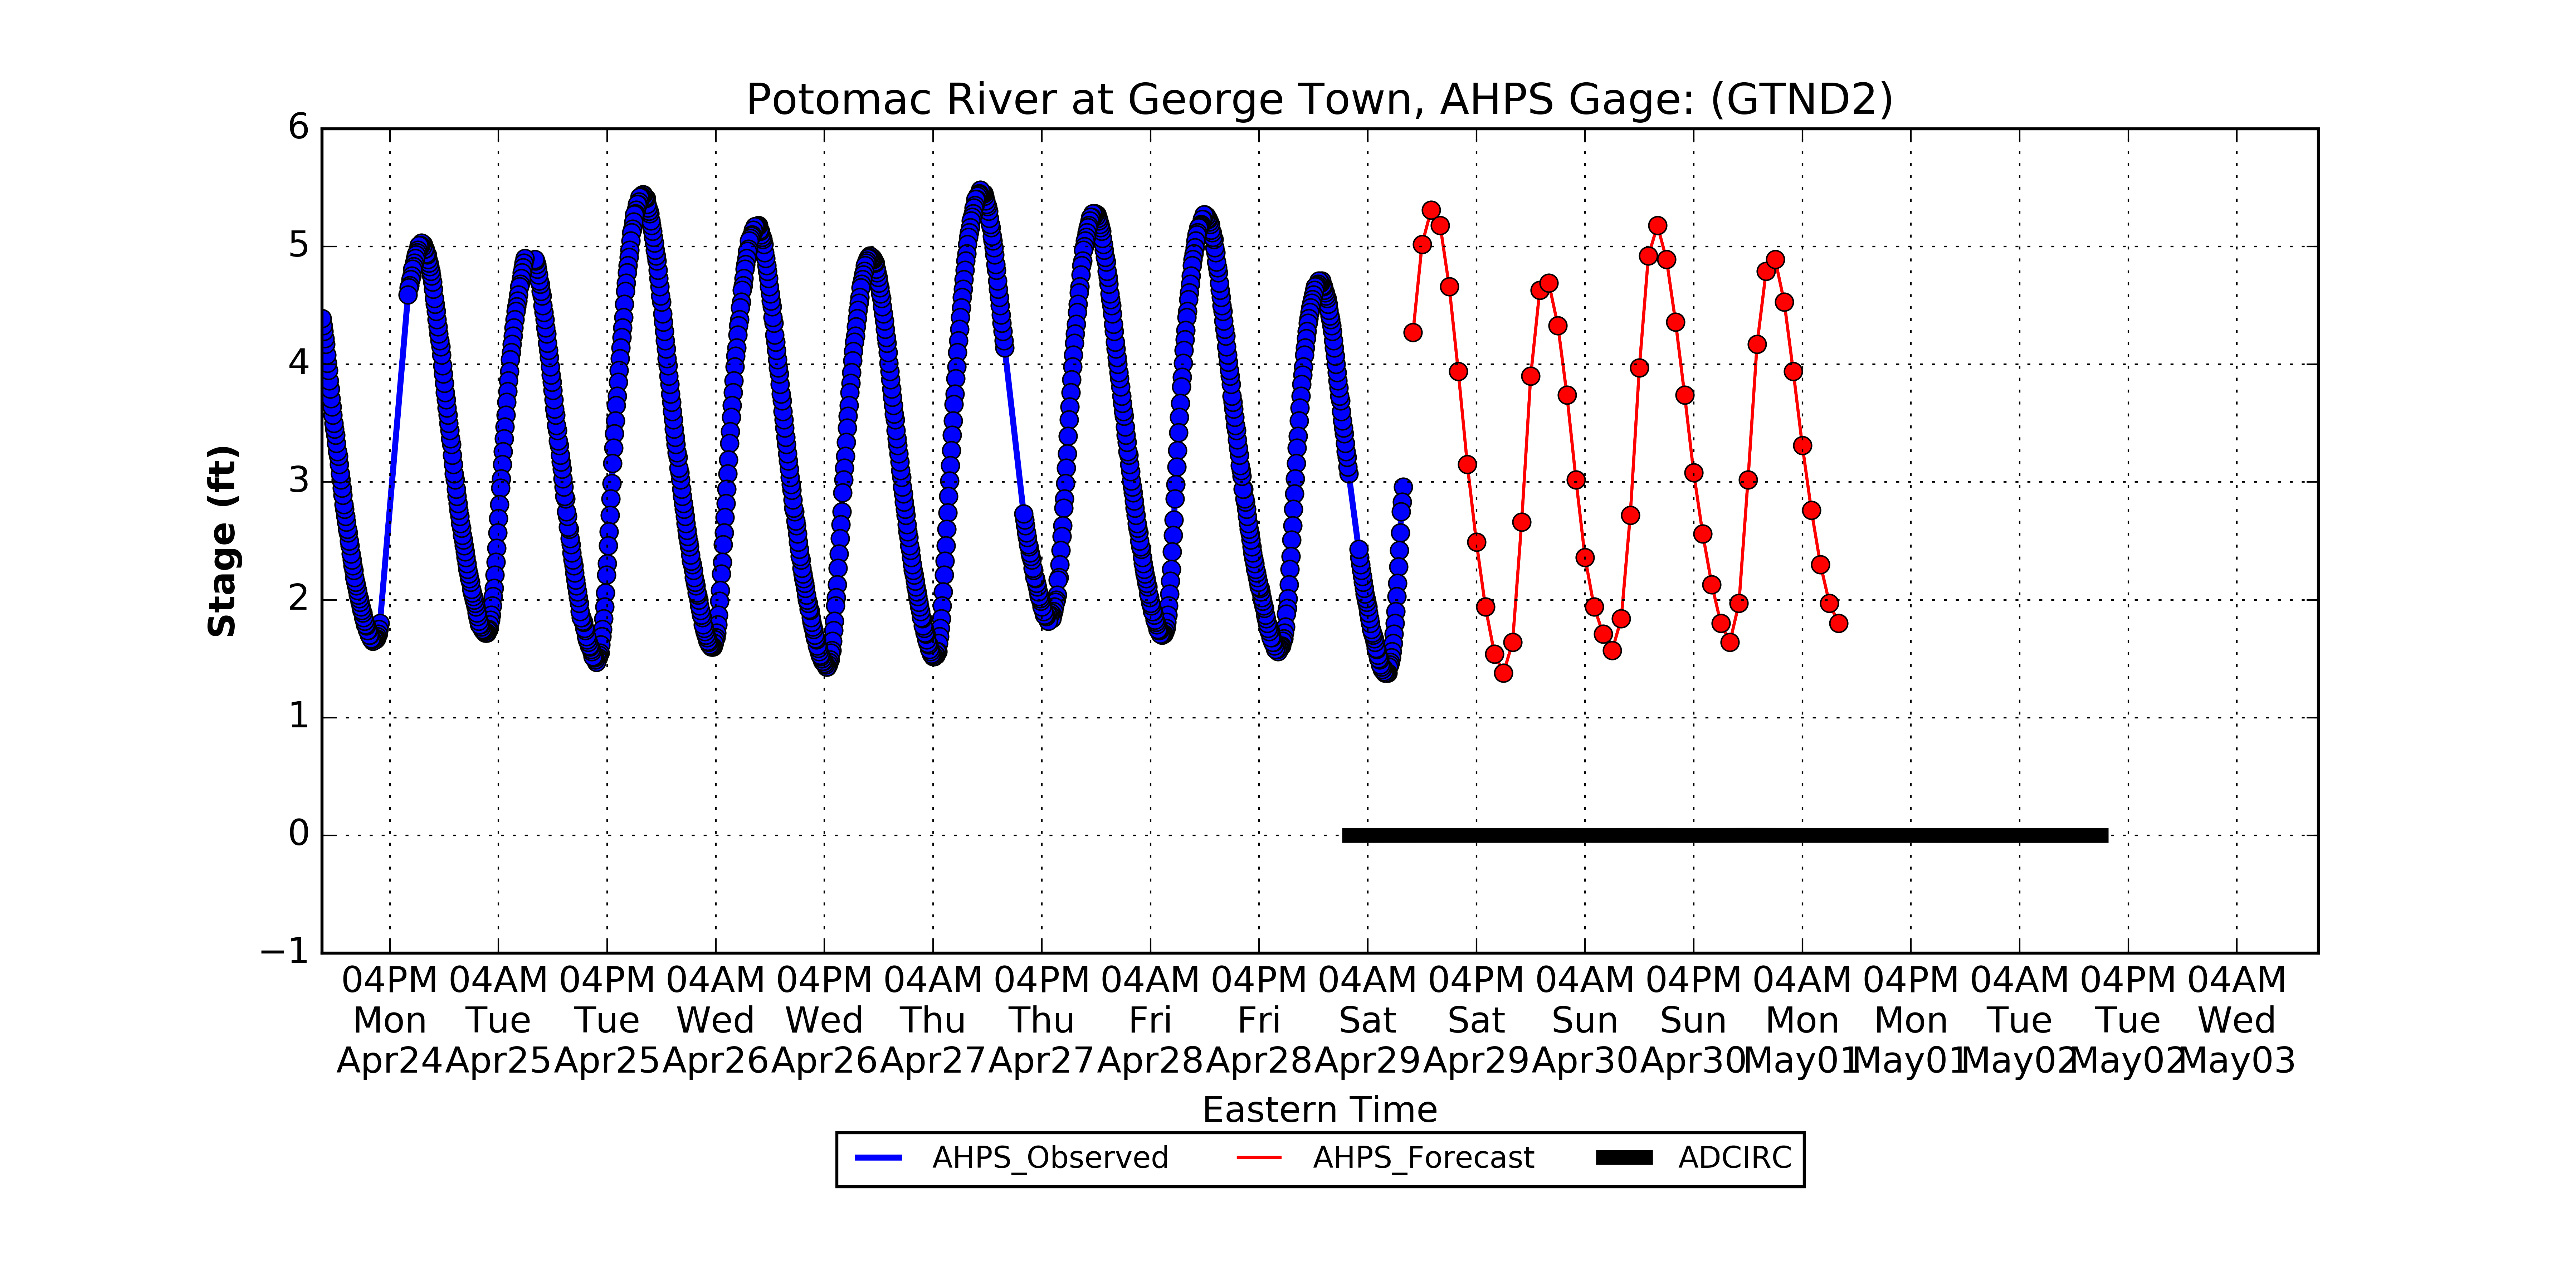 Potomac River at George Town, AHPS Gage: (GTND2)
Stage (ft)
6
5
4
3
2
1
0
−1
04PM 04AM 04PM 04AM 04PM 04AM 04PM 04AM 04PM 04AM 04PM 04AM 04PM 04AM 04PM 04AM 04PM 04AM
Mon Tue Tue Wed Wed Thu Thu Fri Fri Sat Sat Sun Sun Mon Mon Tue Tue Wed
Apr24 Apr25 Apr25 Apr26 Apr26 Apr27 Apr27 Apr28 Apr28 Apr29 Apr29 Apr30 Apr30 May01 May01 May02 May02 May03
Eastern Time
AHPS_Observed AHPS_Forecast ADCIRC